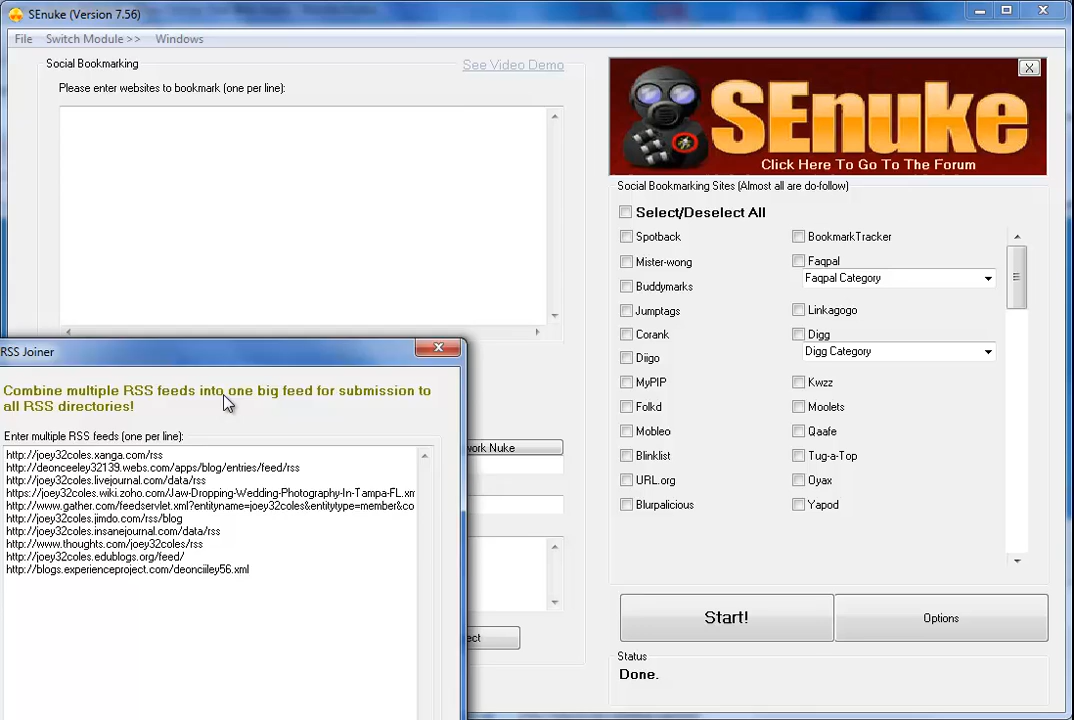 SEnuke (Version 7.56)
File Switch Module >> Windows
Social Bookmarking
See Video Demo
Please enter websites to bookmark (one per line):
SEnuke
Click Here To Go To The Forum
Social Bookmarking Sites (Almost all are do-follow)
Select/Deselect All
Spotback
BookmarkTracker
Mister-wong
Faqpal
Faqpal Category
Buddymarks
Jumptags
Linkagogo
Corank
Digg
Digg Category
Diigo
MyPIP
Kwzz
Folkd
Moolets
Mobleo
Qaafe
Blinklist
Tug-a-Top
URL.org
Oyax
Blurpalicious
Yapod
RSS Joiner
Combine multiple RSS feeds into one big feed for submission to
all RSS directories!
Enter multiple RSS feeds (one per line):
http://joey32coles.xanga.com/rss
http://deonceeley32139.webs.com/apps/blog/entries/feed/rss
http://joey32coles.livejournal.com/data/rss
https://joey32coles.wiki.zoho.com/Jaw-Dropping-Wedding-Photography-In-Tampa-FL.xm
http://www.gather.com/feedservlet.xml?entityname=joey32coles&entitytype=member&co
http://joey32coles.jimdo.com/rss/blog
http://joey32coles.insanejournal.com/data/rss
http://www.thoughts.com/joey32coles/rss
http://joey32coles.edublogs.org/feed/
http://blogs.experienceproject.com/deonciiley56.xml
work Nuke
ect
Start!
Options
Status
Done.